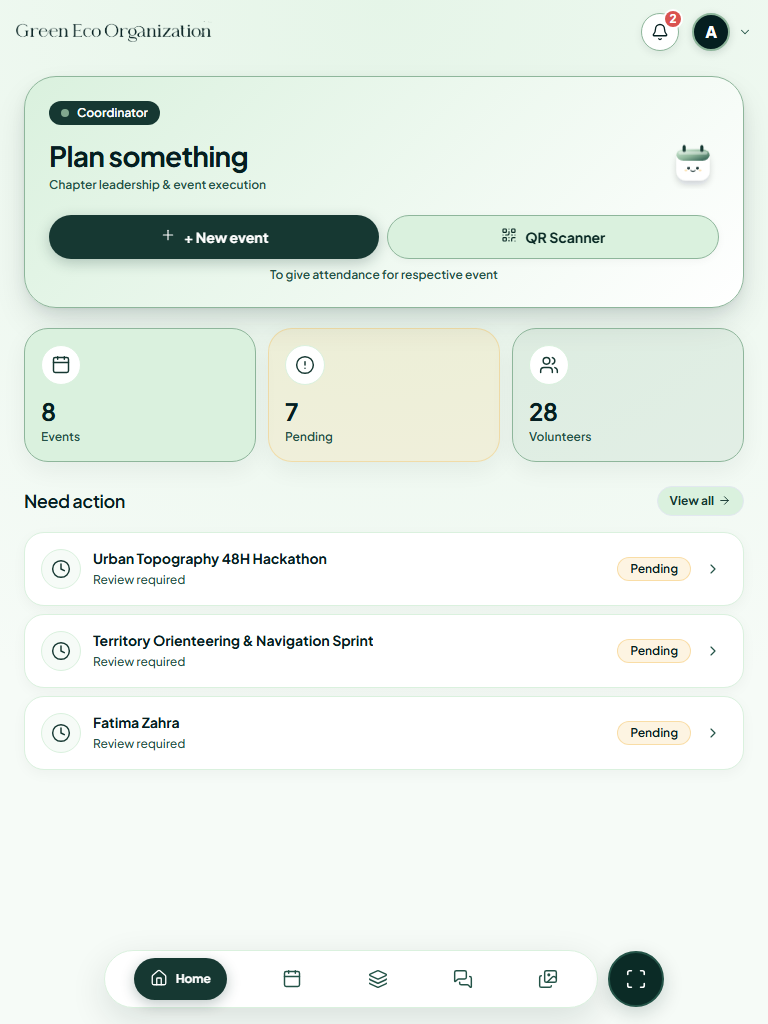 Green Eco Organization
2
A
Coordinator
Plan something
Chapter leadership & event execution
+ New event
QR Scanner
To give attendance for respective event
8
Events
7
Pending
28
Volunteers
Need action
View all
Urban Topography 48H Hackathon
Review required
Pending
Territory Orienteering & Navigation Sprint
Review required
Pending
Fatima Zahra
Review required
Pending
Home